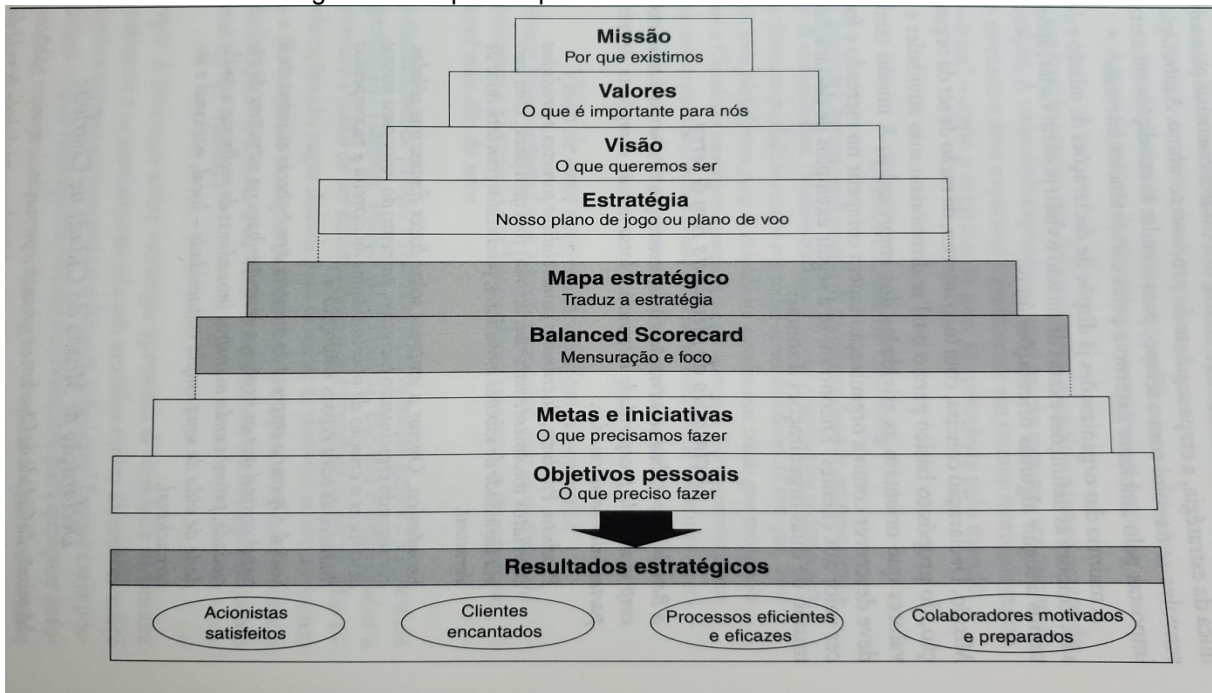 Missão
Por que existimos
Valores
O que é importante para nós
Visão
O que queremos ser
Estratégia
Nosso plano de jogo ou plano de voo
Mapa estratégico
Traduz a estratégia
Balanced Scorecard
Mensuração e foco
Metas e iniciativas
O que precisamos fazer
Objetivos pessoais
O que preciso fazer
Resultados estratégicos
Acionistas
satisfeitos
Clientes
encantados
Processos eficientes
e eficazes
Colaboradores motivados
e preparados